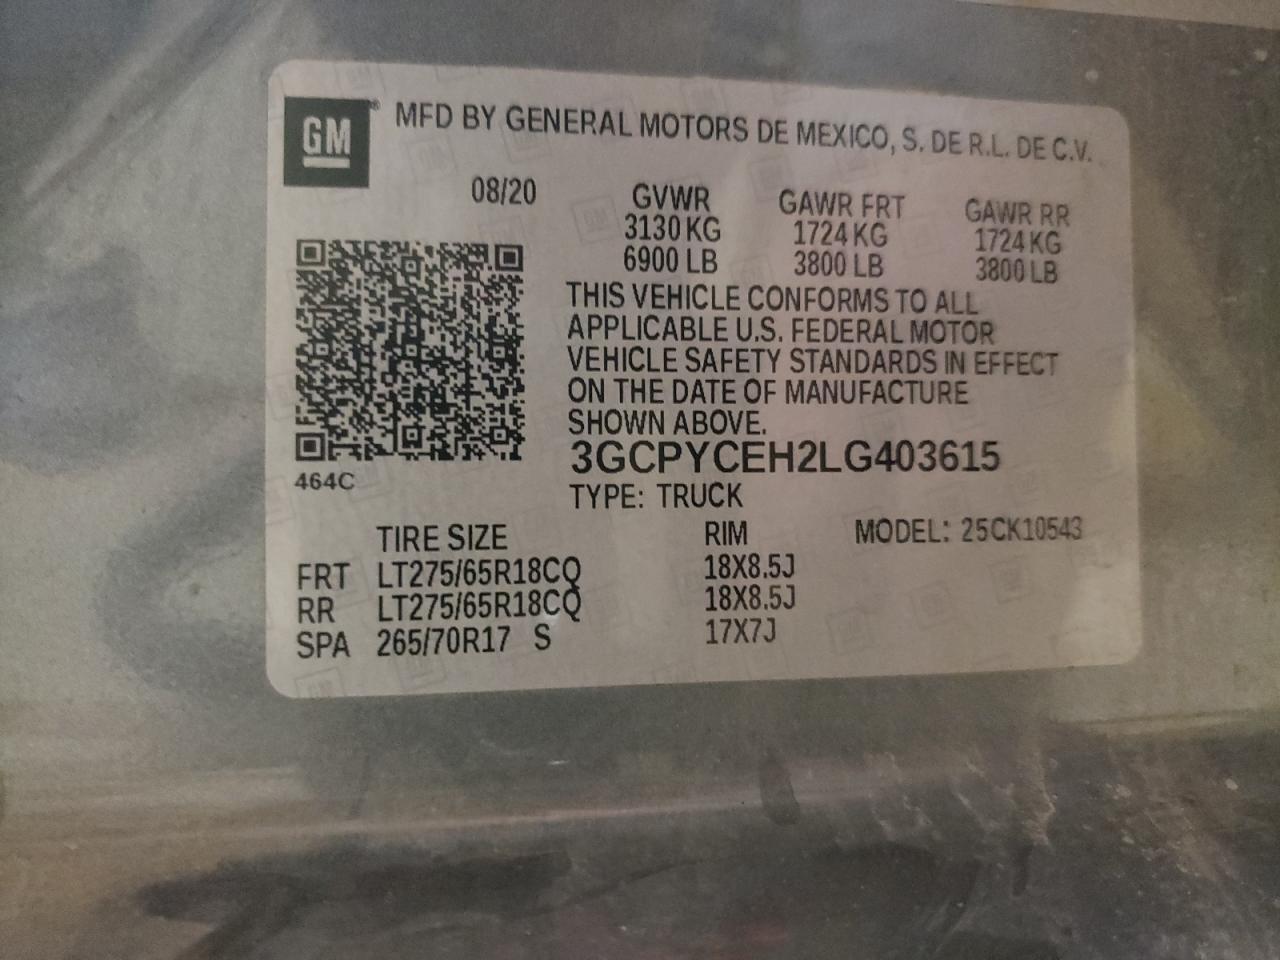 GM® MFD BY GENERAL MOTORS DE MEXICO, S. DE R.L. DE C.V.
08/20 GVWR GAWR FRT GAWR RR
3130 KG 1724 KG 1724 KG
6900 LB 3800 LB 3800 LB
THIS VEHICLE CONFORMS TO ALL
APPLICABLE U.S. FEDERAL MOTOR
VEHICLE SAFETY STANDARDS IN EFFECT
ON THE DATE OF MANUFACTURE
SHOWN ABOVE.
3GCPYCEH2LG403615
464C
TYPE: TRUCK
TIRE SIZE RIM MODEL: 25CK10543
FRT LT275/65R18CQ 18X8.5J
RR LT275/65R18CQ 18X8.5J
SPA 265/70R17 S 17X7J